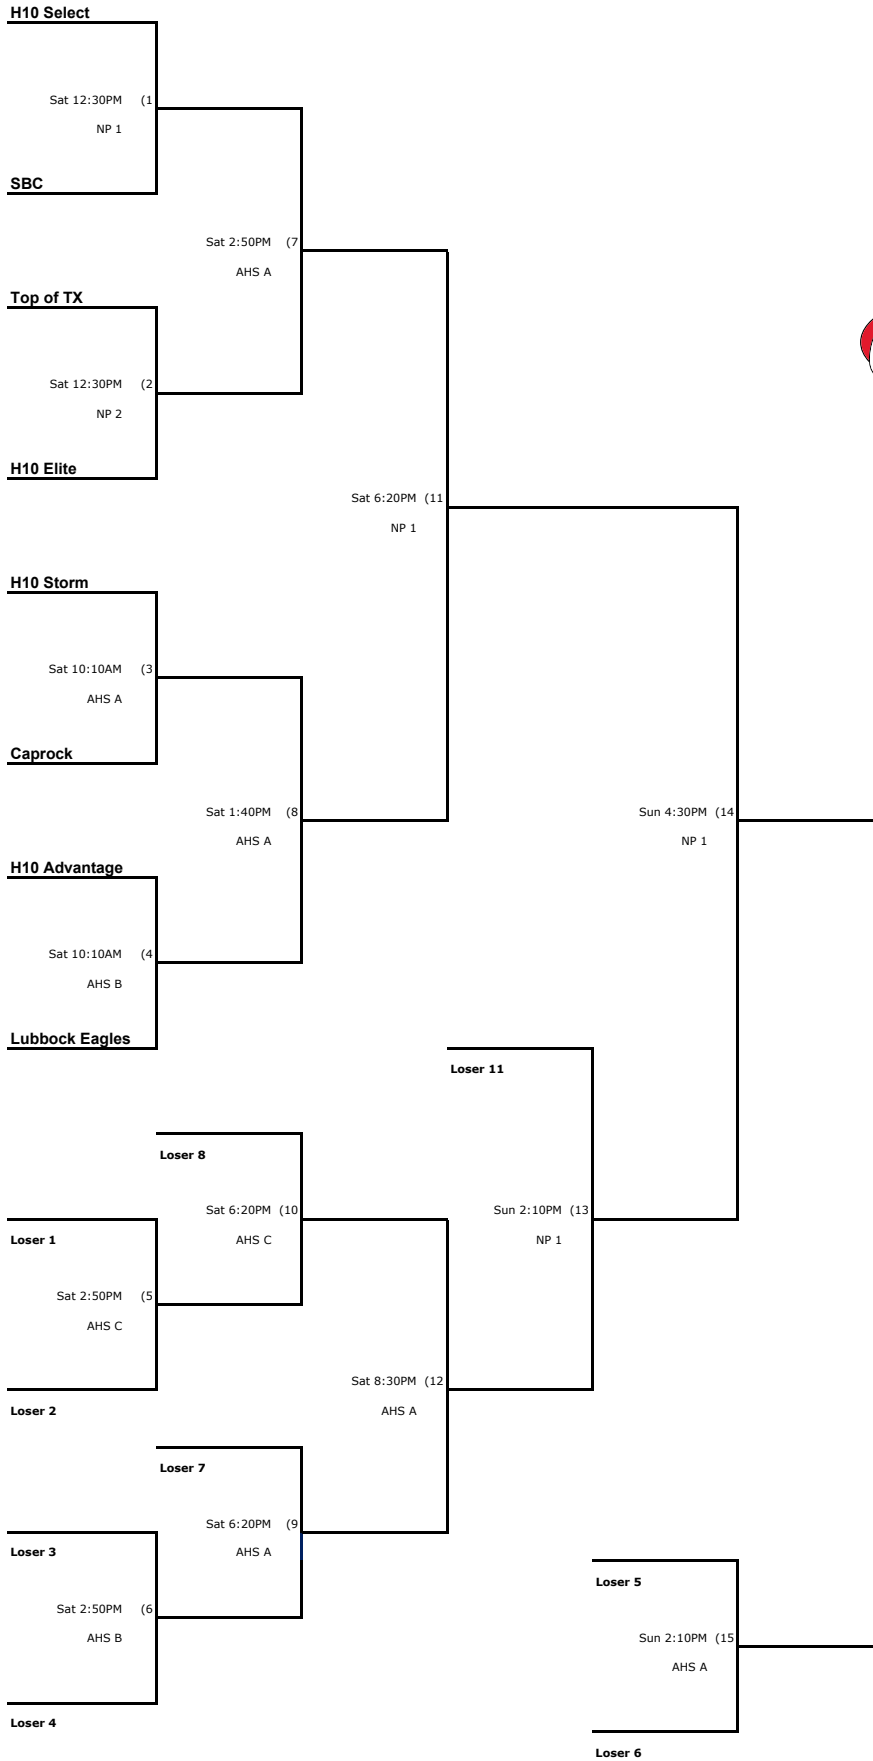 H10 Select
Sat 12:30PM (1
NP 1
SBC
Sat 2:50PM (7
AHS A
Top of TX
Sat 12:30PM (2
NP 2
H10 Elite
Sat 6:20PM (11
NP 1
H10 Storm
Sat 10:10AM (3
AHS A
Caprock
Sat 1:40PM (8
Sun 4:30PM (14
AHS A
NP 1
H10 Advantage
Sat 10:10AM (4
AHS B
Lubbock Eagles
Loser 11
Loser 8
Sat 6:20PM (10
Sun 2:10PM (13
Loser 1
AHS C
NP 1
Sat 2:50PM (5
AHS C
Sat 8:30PM (12
Loser 2
AHS A
Loser 7
Sat 6:20PM (9
Loser 3
AHS A
Loser 5
Sat 2:50PM (6
AHS B
Sun 2:10PM (15
AHS A
Loser 4
Loser 6